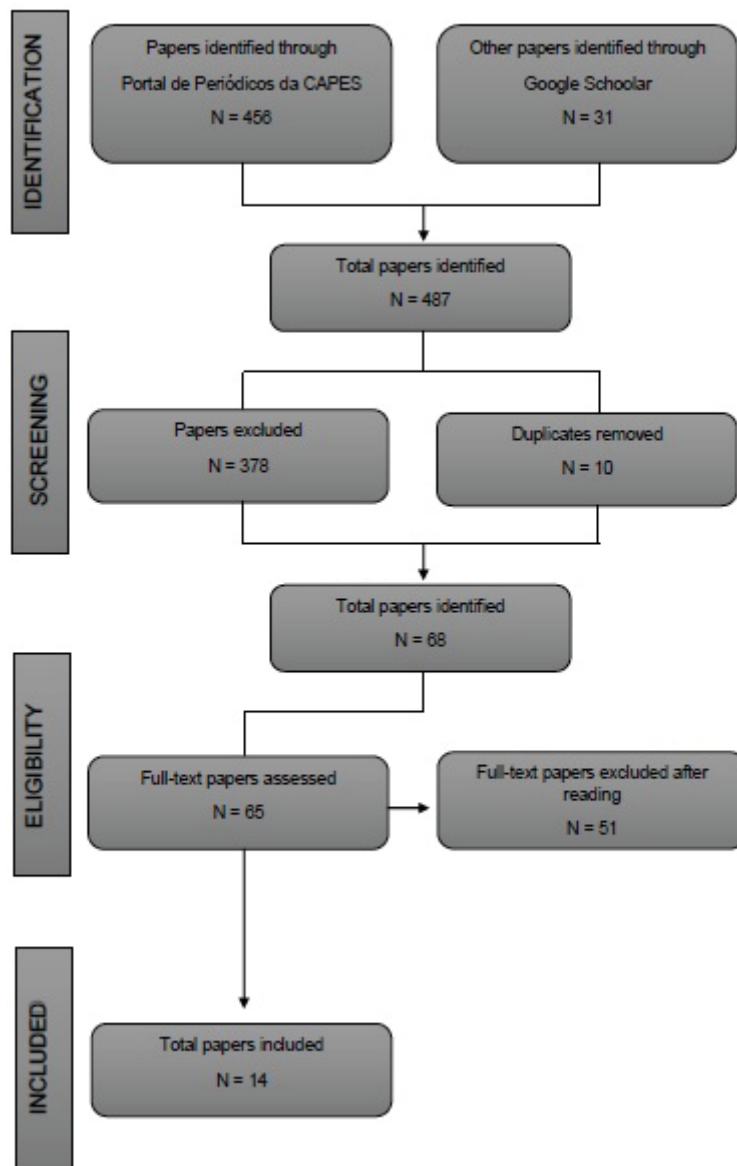 IDENTIFICATION
Papers identified through
Portal de Periódicos da CAPES
N = 456
Other papers identified through
Google Schoolar
N = 31
Total papers identified
N = 487
SCREENING
Papers excluded
N = 378
Duplicates removed
N = 10
Total papers identified
N = 68
ELIGIBILITY
Full-text papers assessed
N = 65
Full-text papers excluded after
reading
N = 51
INCLUDED
Total papers included
N = 14